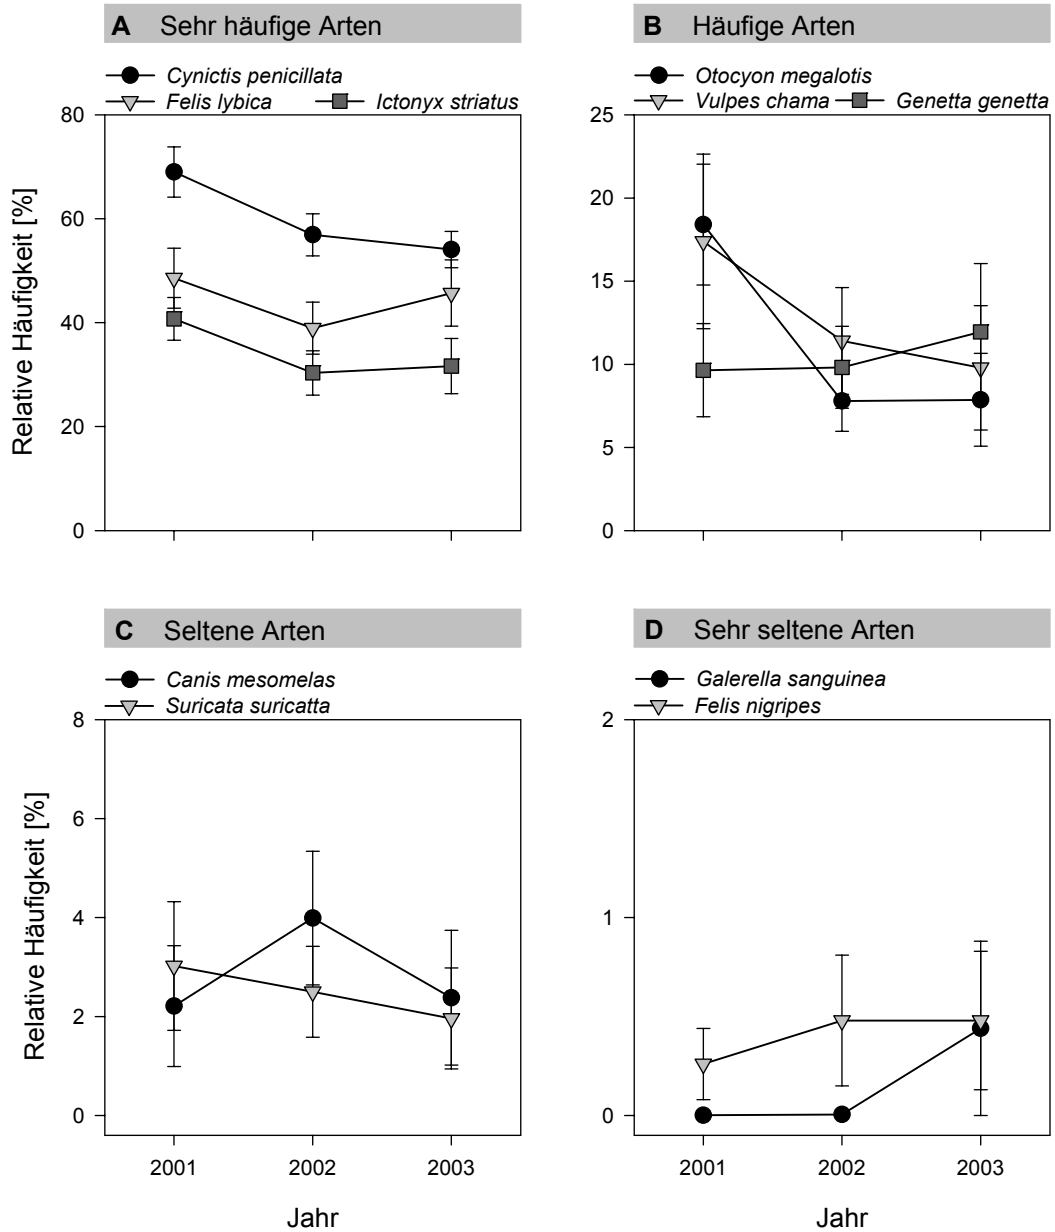 A Sehr häufige Arten
Cynictis penicillata
Felis lybica Ictonyx striatus
80
60
40
20
0
Relative Häufigkeit [%]
B Häufige Arten
Otocyon megalotis
Vulpes chama Genetta genetta
25
20
15
10
5
0
C Seltene Arten
Canis mesomelas
Suricata suricatta
8
6
4
2
0
Relative Häufigkeit [%]
2001 2002 2003
Jahr
D Sehr seltene Arten
Galerella sanguinea
Felis nigripes
2
1
0
2001 2002 2003
Jahr